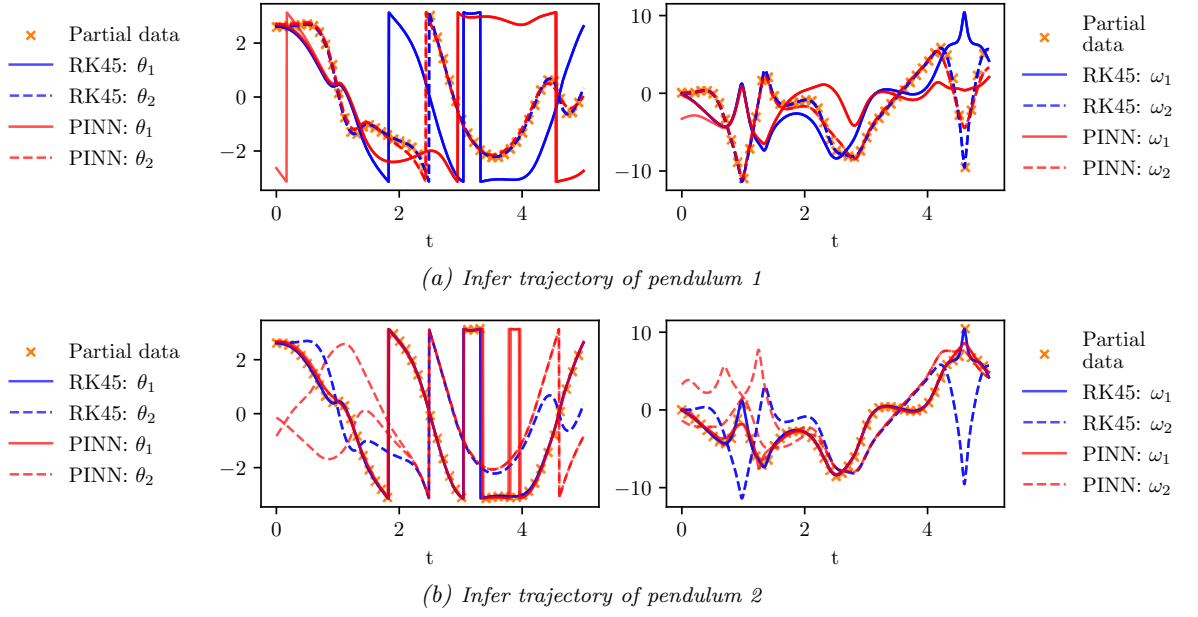 Partial data
RK45: θ₁
RK45: θ₂
PINN: θ₁
PINN: θ₂
2
0
−2
0
2
4
t
0
−10
0
2
4
t
Partial
data
RK45: ω₁
RK45: ω₂
PINN: ω₁
PINN: ω₂
(a) Infer trajectory of pendulum 1
Partial data
RK45: θ₁
RK45: θ₂
PINN: θ₁
PINN: θ₂
2
0
−2
0
2
4
t
10
0
−10
0
2
4
t
Partial
data
RK45: ω₁
RK45: ω₂
PINN: ω₁
PINN: ω₂
(b) Infer trajectory of pendulum 2